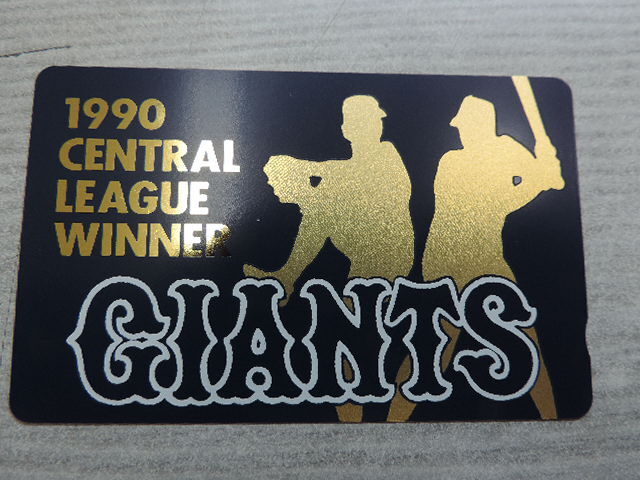 1990
CENTRAL
LEAGUE
WINNER
GIANTS